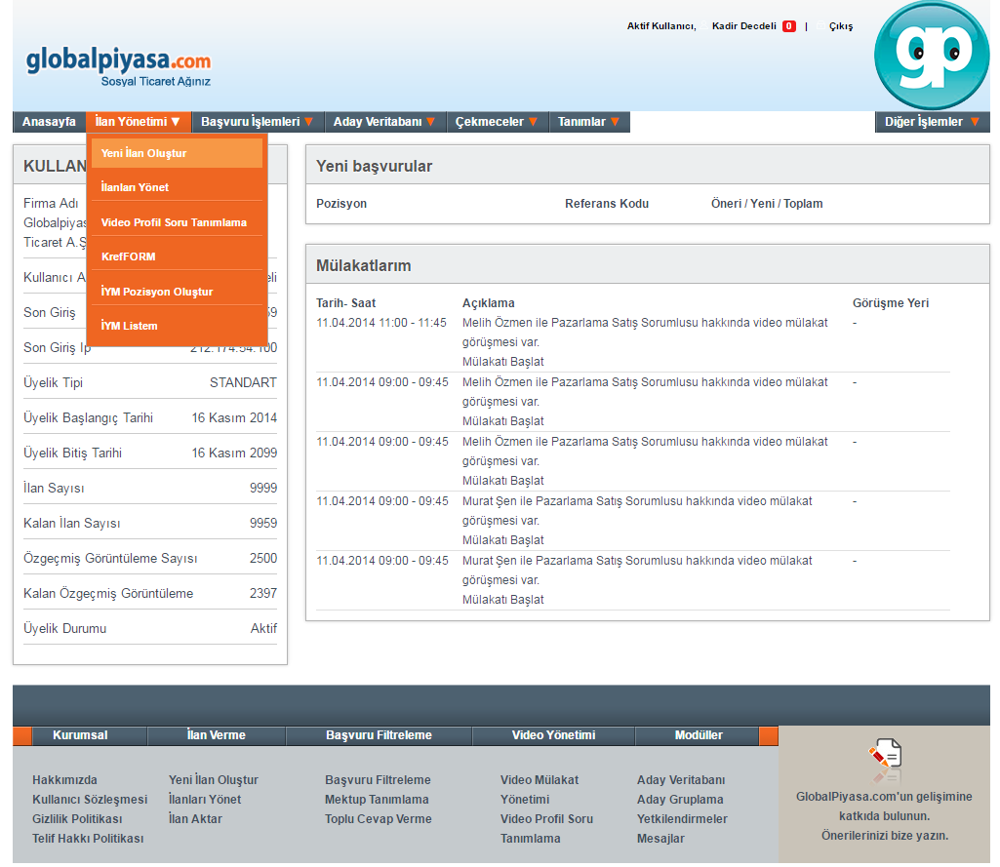 Aktif Kullanıcı, Kadir Decdeli 0 | Çıkış
globalpiyasa.com
Sosyal Ticaret Ağınız
gp
Anasayfa İlan Yönetimi ▼ Başvuru İşlemleri ▼ Aday Veritabanı ▼ Çekmeceler ▼ Tanımlar ▼ Diğer İşlemler ▼
Yeni İlan Oluştur
İlanları Yönet
Video Profil Soru Tanımlama
KrefFORM
İYM Pozisyon Oluştur
İYM Listem
KULLAN
Firma Adı
Globalpiyas
Ticaret A.Ş
Kullanıcı A eli
Son Giriş 59
Son Giriş Ip 212.174.54.100
Üyelik Tipi STANDART
Üyelik Başlangıç Tarihi 16 Kasım 2014
Üyelik Bitiş Tarihi 16 Kasım 2099
İlan Sayısı 9999
Kalan İlan Sayısı 9959
Özgeçmiş Görüntüleme Sayısı 2500
Kalan Özgeçmiş Görüntüleme 2397
Üyelik Durumu Aktif
Yeni başvurular
Pozisyon Referans Kodu Öneri / Yeni / Toplam
Mülakatlarım
Tarih- Saat Açıklama Görüşme Yeri
11.04.2014 11:00 - 11:45 Melih Özmen ile Pazarlama Satış Sorumlusu hakkında video mülakat -
görüşmesi var.
Mülakatı Başlat
11.04.2014 09:00 - 09:45 Melih Özmen ile Pazarlama Satış Sorumlusu hakkında video mülakat -
görüşmesi var.
Mülakatı Başlat
11.04.2014 09:00 - 09:45 Melih Özmen ile Pazarlama Satış Sorumlusu hakkında video mülakat -
görüşmesi var.
Mülakatı Başlat
11.04.2014 09:00 - 09:45 Murat Şen ile Pazarlama Satış Sorumlusu hakkında video mülakat -
görüşmesi var.
Mülakatı Başlat
11.04.2014 09:00 - 09:45 Murat Şen ile Pazarlama Satış Sorumlusu hakkında video mülakat -
görüşmesi var.
Mülakatı Başlat
Kurumsal İlan Verme Başvuru Filtreleme Video Yönetimi Modüller
Hakkımızda Yeni İlan Oluştur Başvuru Filtreleme Video Mülakat Aday Veritabanı
Kullanıcı Sözleşmesi İlanları Yönet Mektup Tanımlama Yönetimi Aday Gruplama
Gizlilik Politikası İlan Aktar Toplu Cevap Verme Video Profil Soru Yetkilendirmeler
Telif Hakkı Politikası Tanımlama Mesajlar
GlobalPiyasa.com'un gelişimine
katkıda bulunun.
Önerilerinizi bize yazın.